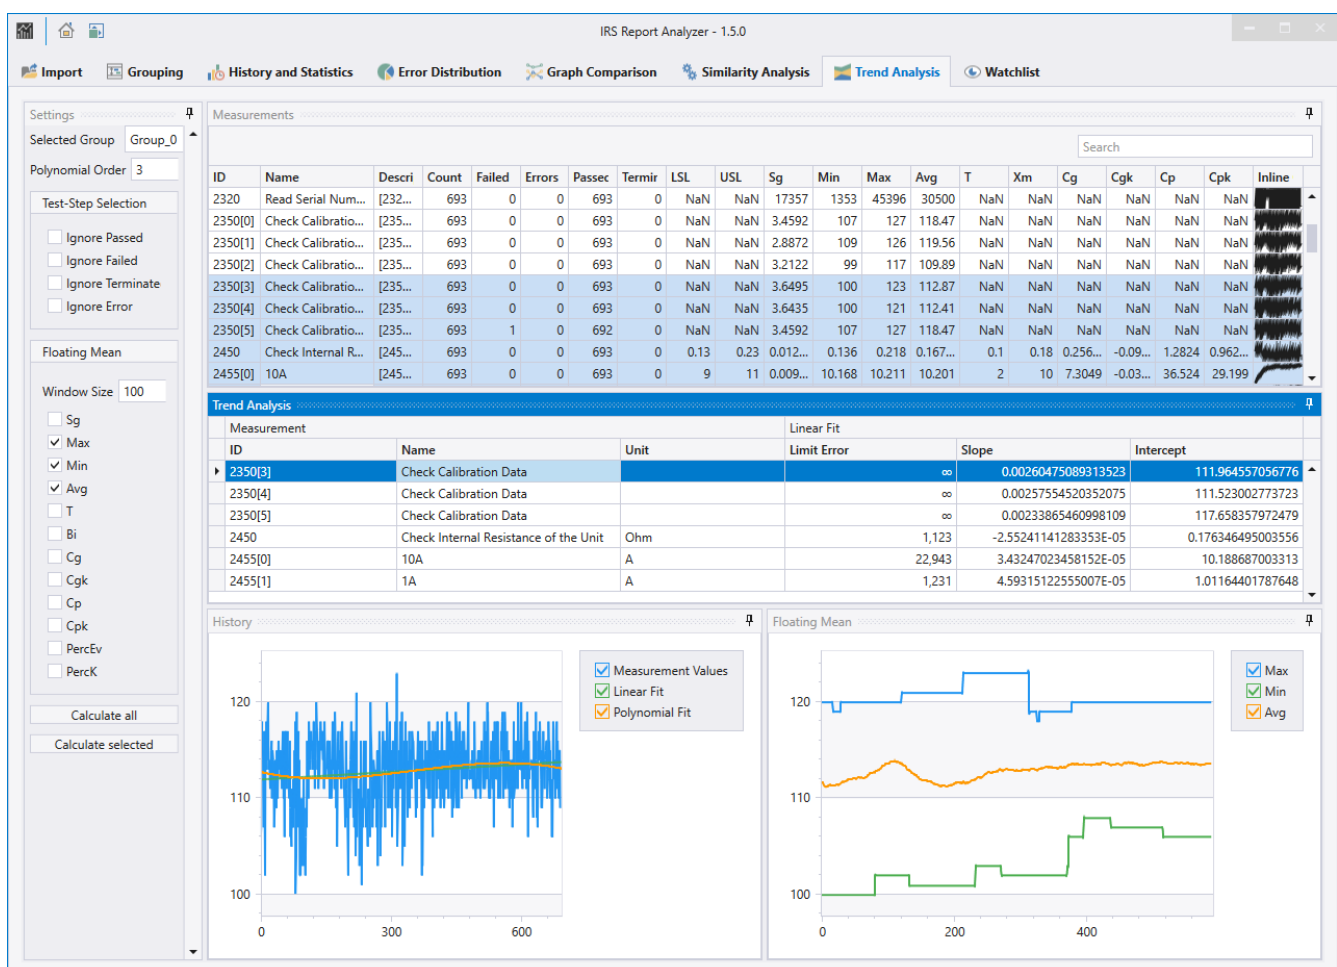 IRS Report Analyzer - 1.5.0
Import Grouping History and Statistics Error Distribution Graph Comparison Similarity Analysis Trend Analysis Watchlist
Settings
Selected Group Group_0
Polynomial Order 3
Test-Step Selection
Ignore Passed
Ignore Failed
Ignore Terminate
Ignore Error
Floating Mean
Window Size 100
Sg
Max
Min
Avg
T
Bi
Cg
Cgk
Cp
Cpk
PercEv
PercK
Calculate all
Calculate selected
Measurements
Search
ID Name Descri Count Failed Errors Passec Termir LSL USL Sg Min Max Avg T Xm Cg Cgk Cp Cpk Inline
2320 Read Serial Num... [232... 693 0 0 693 0 NaN NaN 17357 1353 45396 30500 NaN NaN NaN NaN NaN NaN
2350[0] Check Calibratio... [235... 693 0 0 693 0 NaN NaN 3.4592 107 127 118.47 NaN NaN NaN NaN NaN NaN
2350[1] Check Calibratio... [235... 693 0 0 693 0 NaN NaN 2.8872 109 126 119.56 NaN NaN NaN NaN NaN NaN
2350[2] Check Calibratio... [235... 693 0 0 693 0 NaN NaN 3.2122 99 117 109.89 NaN NaN NaN NaN NaN NaN
2350[3] Check Calibratio... [235... 693 0 0 693 0 NaN NaN 3.6495 100 123 112.87 NaN NaN NaN NaN NaN NaN
2350[4] Check Calibratio... [235... 693 0 0 693 0 NaN NaN 3.6435 100 121 112.41 NaN NaN NaN NaN NaN NaN
2350[5] Check Calibratio... [235... 693 1 0 692 0 NaN NaN 3.4592 107 127 118.47 NaN NaN NaN NaN NaN NaN
2450 Check Internal R... [245... 693 0 0 693 0 0.13 0.23 0.012... 0.136 0.218 0.167... 0.1 0.18 0.256... -0.09... 1.2824 0.962...
2455[0] 10A [245... 693 0 0 693 0 9 11 0.009... 10.168 10.211 10.201 2 10 7.3049 -0.03... 36.524 29.199
Trend Analysis
Measurement Linear Fit
ID Name Unit Limit Error Slope Intercept
2350[3] Check Calibration Data ∞ 0.00260475089313523 111.964557056776
2350[4] Check Calibration Data ∞ 0.00257554520352075 111.523002773723
2350[5] Check Calibration Data ∞ 0.00233865460998109 117.658357972479
2450 Check Internal Resistance of the Unit Ohm 1,123 -2.55241141283353E-05 0.176346495003556
2455[0] 10A A 22,943 3.43247023458152E-05 10.188687003313
2455[1] 1A A 1,231 4.59315122555007E-05 1.01164401787648
History
120
110
100
0 300 600
Measurement Values
Linear Fit
Polynomial Fit
Floating Mean
120
110
100
0 200 400
Max
Min
Avg